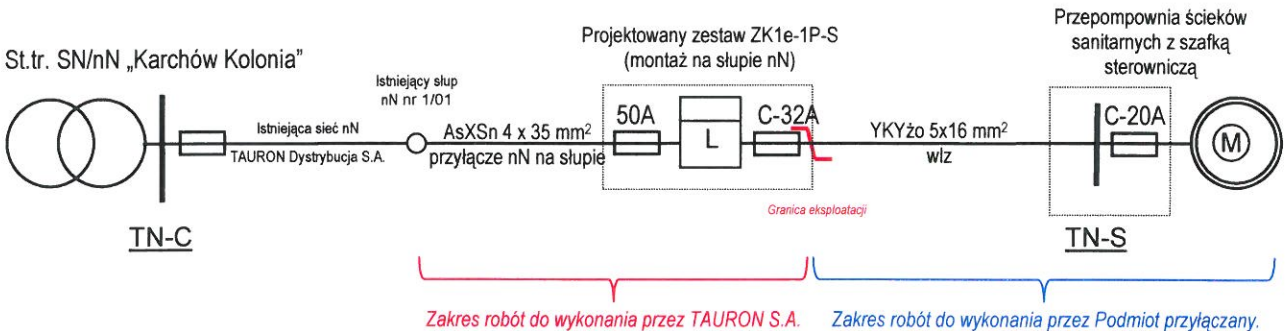 St.tr. SN/nN „Karchów Kolonia”
Istniejący słup
nN nr 1/01
Projektowany zestaw ZK1e-1P-S
(montaż na słupie nN)
Przepompownia ścieków
sanitarnych z szafką
sterowniczą
Istniejąca sieć nN
TAURON Dystrybucja S.A.
AsXSn 4 x 35 mm²
przyłącze nN na słupie
50A
L
C-32A
YKYżo 5x16 mm²
wlz
C-20A
M
Granica eksploatacji
TN-C
TN-S
Zakres robót do wykonania przez TAURON S.A.
Zakres robót do wykonania przez Podmiot przyłączany.